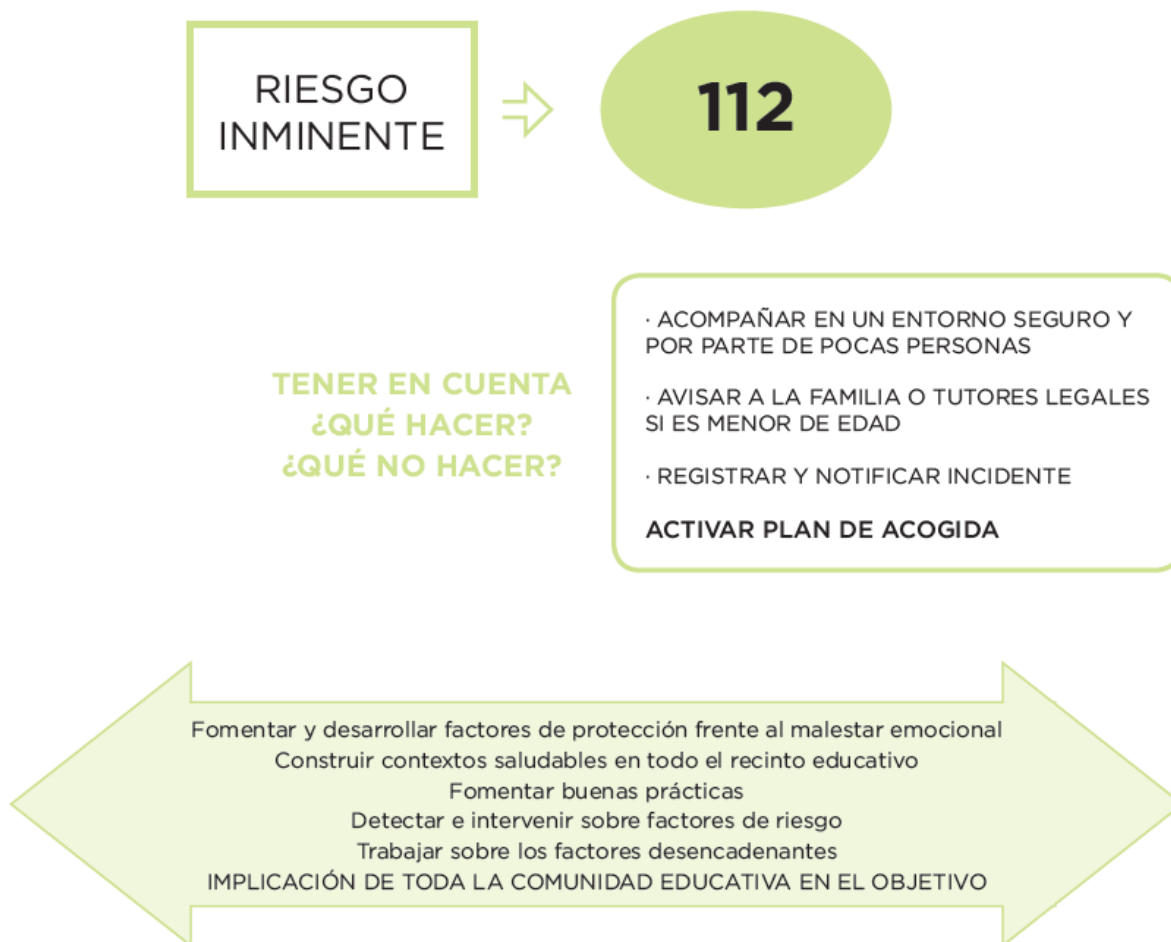 RIESGO
INMINENTE
112
TENER EN CUENTA
¿QUÉ HACER?
¿QUÉ NO HACER?
· ACOMPAÑAR EN UN ENTORNO SEGURO Y
POR PARTE DE POCAS PERSONAS
· AVISAR A LA FAMILIA O TUTORES LEGALES
SI ES MENOR DE EDAD
· REGISTRAR Y NOTIFICAR INCIDENTE
ACTIVAR PLAN DE ACOGIDA
Fomentar y desarrollar factores de protección frente al malestar emocional
Construir contextos saludables en todo el recinto educativo
Fomentar buenas prácticas
Detectar e intervenir sobre factores de riesgo
Trabajar sobre los factores desencadenantes
IMPLICACIÓN DE TODA LA COMUNIDAD EDUCATIVA EN EL OBJETIVO